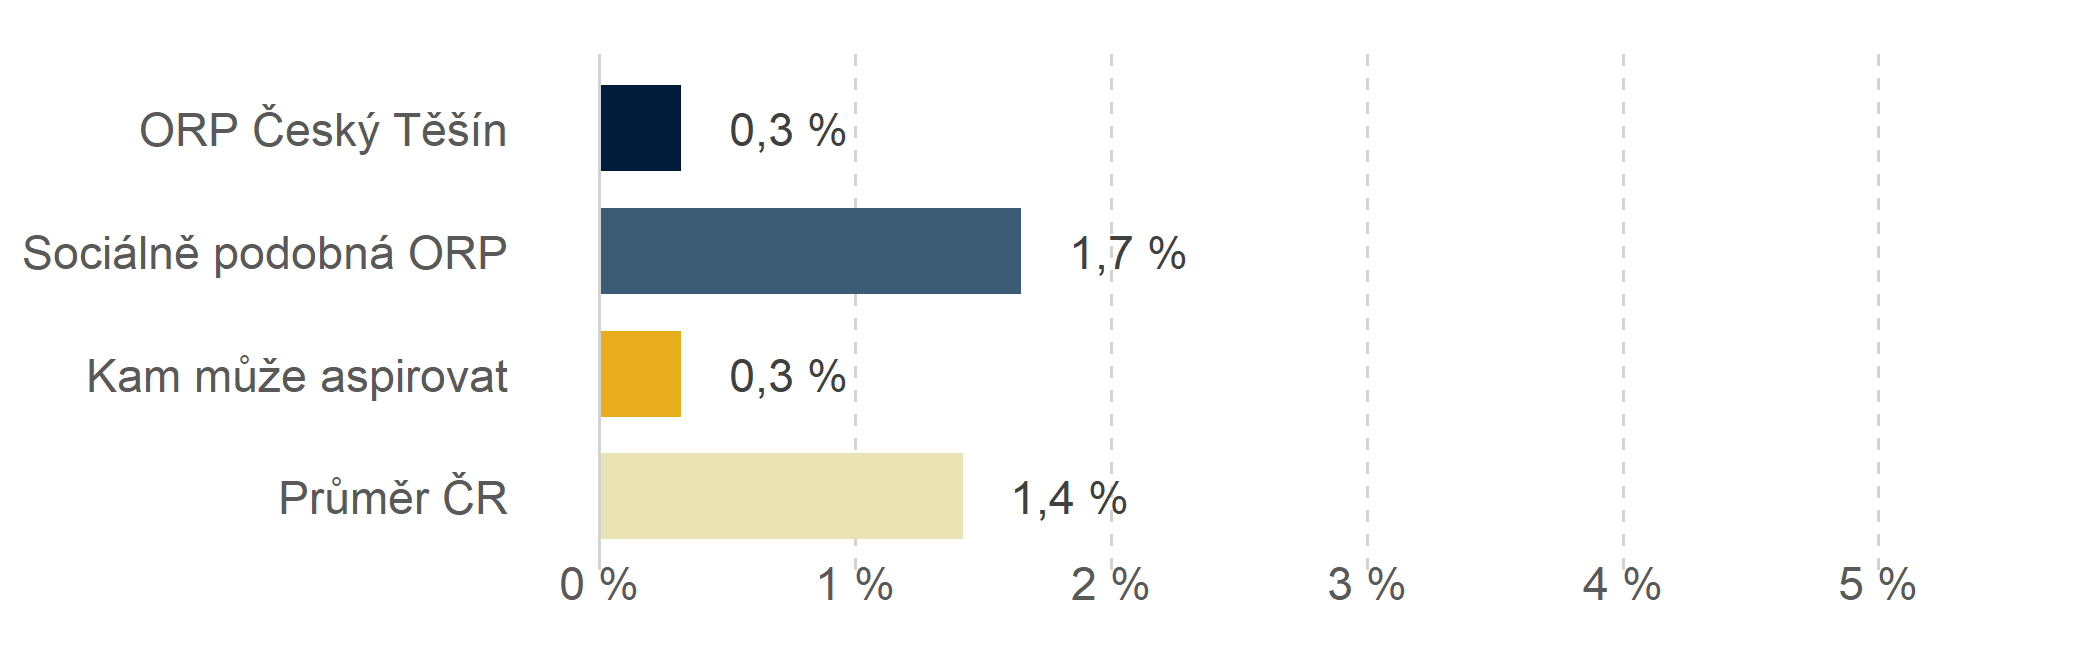 ORP Český Těšín
0,3 %
Sociálně podobná ORP
1,7 %
Kam může aspirovat
0,3 %
Průměr ČR
1,4 %
0 % 1 % 2 % 3 % 4 % 5 %